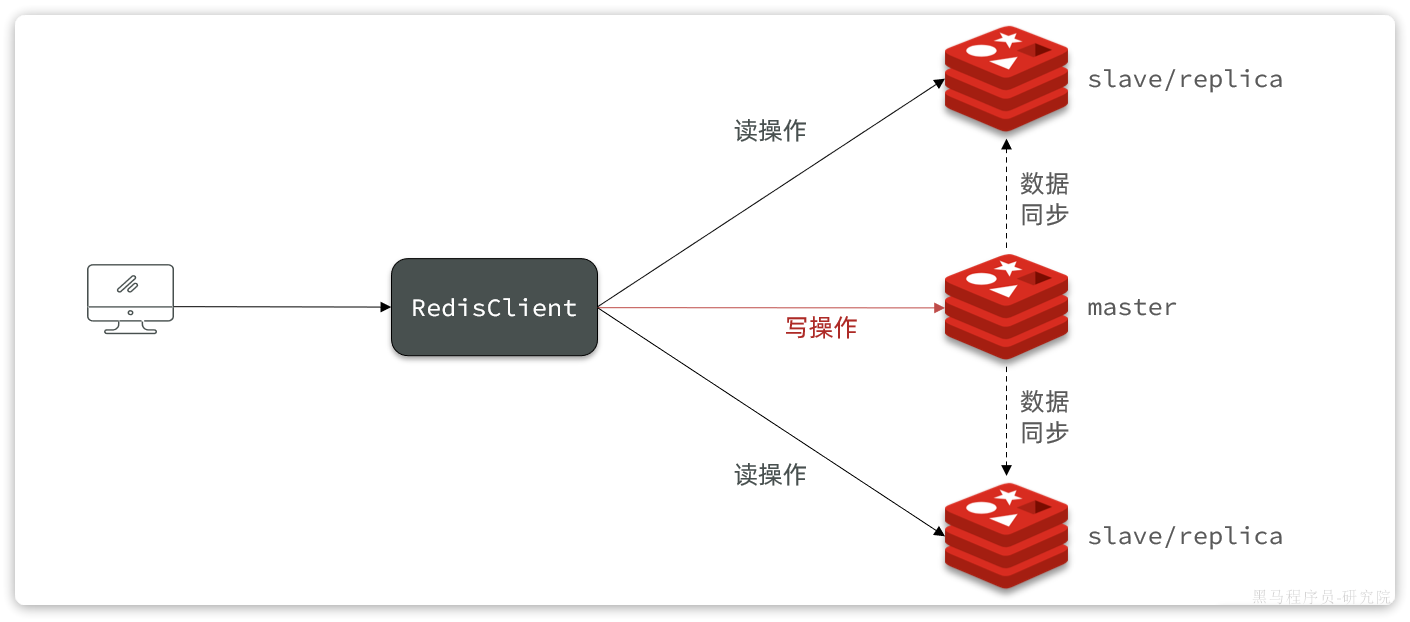 slave/replica
读操作
数据
同步
RedisClient
写操作
master
数据
同步
读操作
slave/replica
黑马程序员-研究院